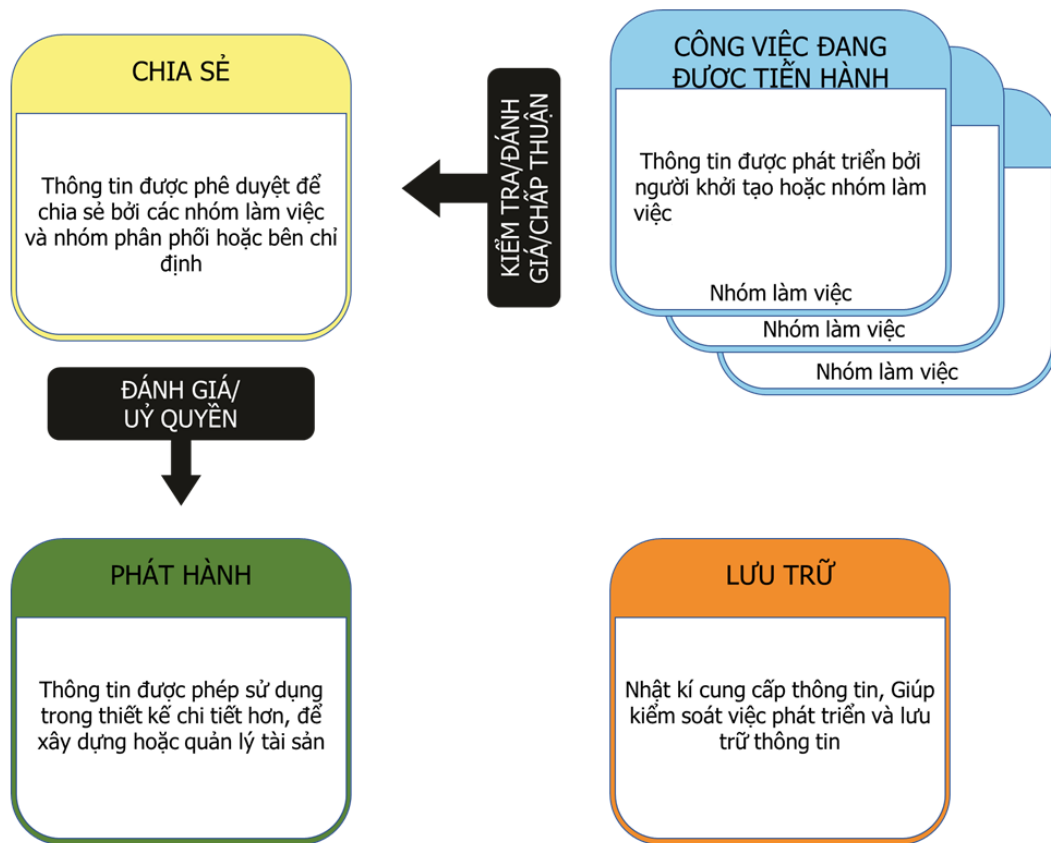 CHIA SẺ
Thông tin được phê duyệt để
chia sẻ bởi các nhóm làm việc
và nhóm phân phối hoặc bên chỉ
định
KIỂM TRA/ĐÁNH
GIÁ/CHẤP THUẬN
CÔNG VIỆC ĐANG
ĐƯỢC TIẾN HÀNH
Thông tin được phát triển bởi
người khởi tạo hoặc nhóm làm
việc
Nhóm làm việc
Nhóm làm việc
Nhóm làm việc
ĐÁNH GIÁ/
UỶ QUYỀN
PHÁT HÀNH
Thông tin được phép sử dụng
trong thiết kế chi tiết hơn, để
xây dựng hoặc quản lý tài sản
LƯU TRỮ
Nhật kí cung cấp thông tin, Giúp
kiểm soát việc phát triển và lưu
trữ thông tin